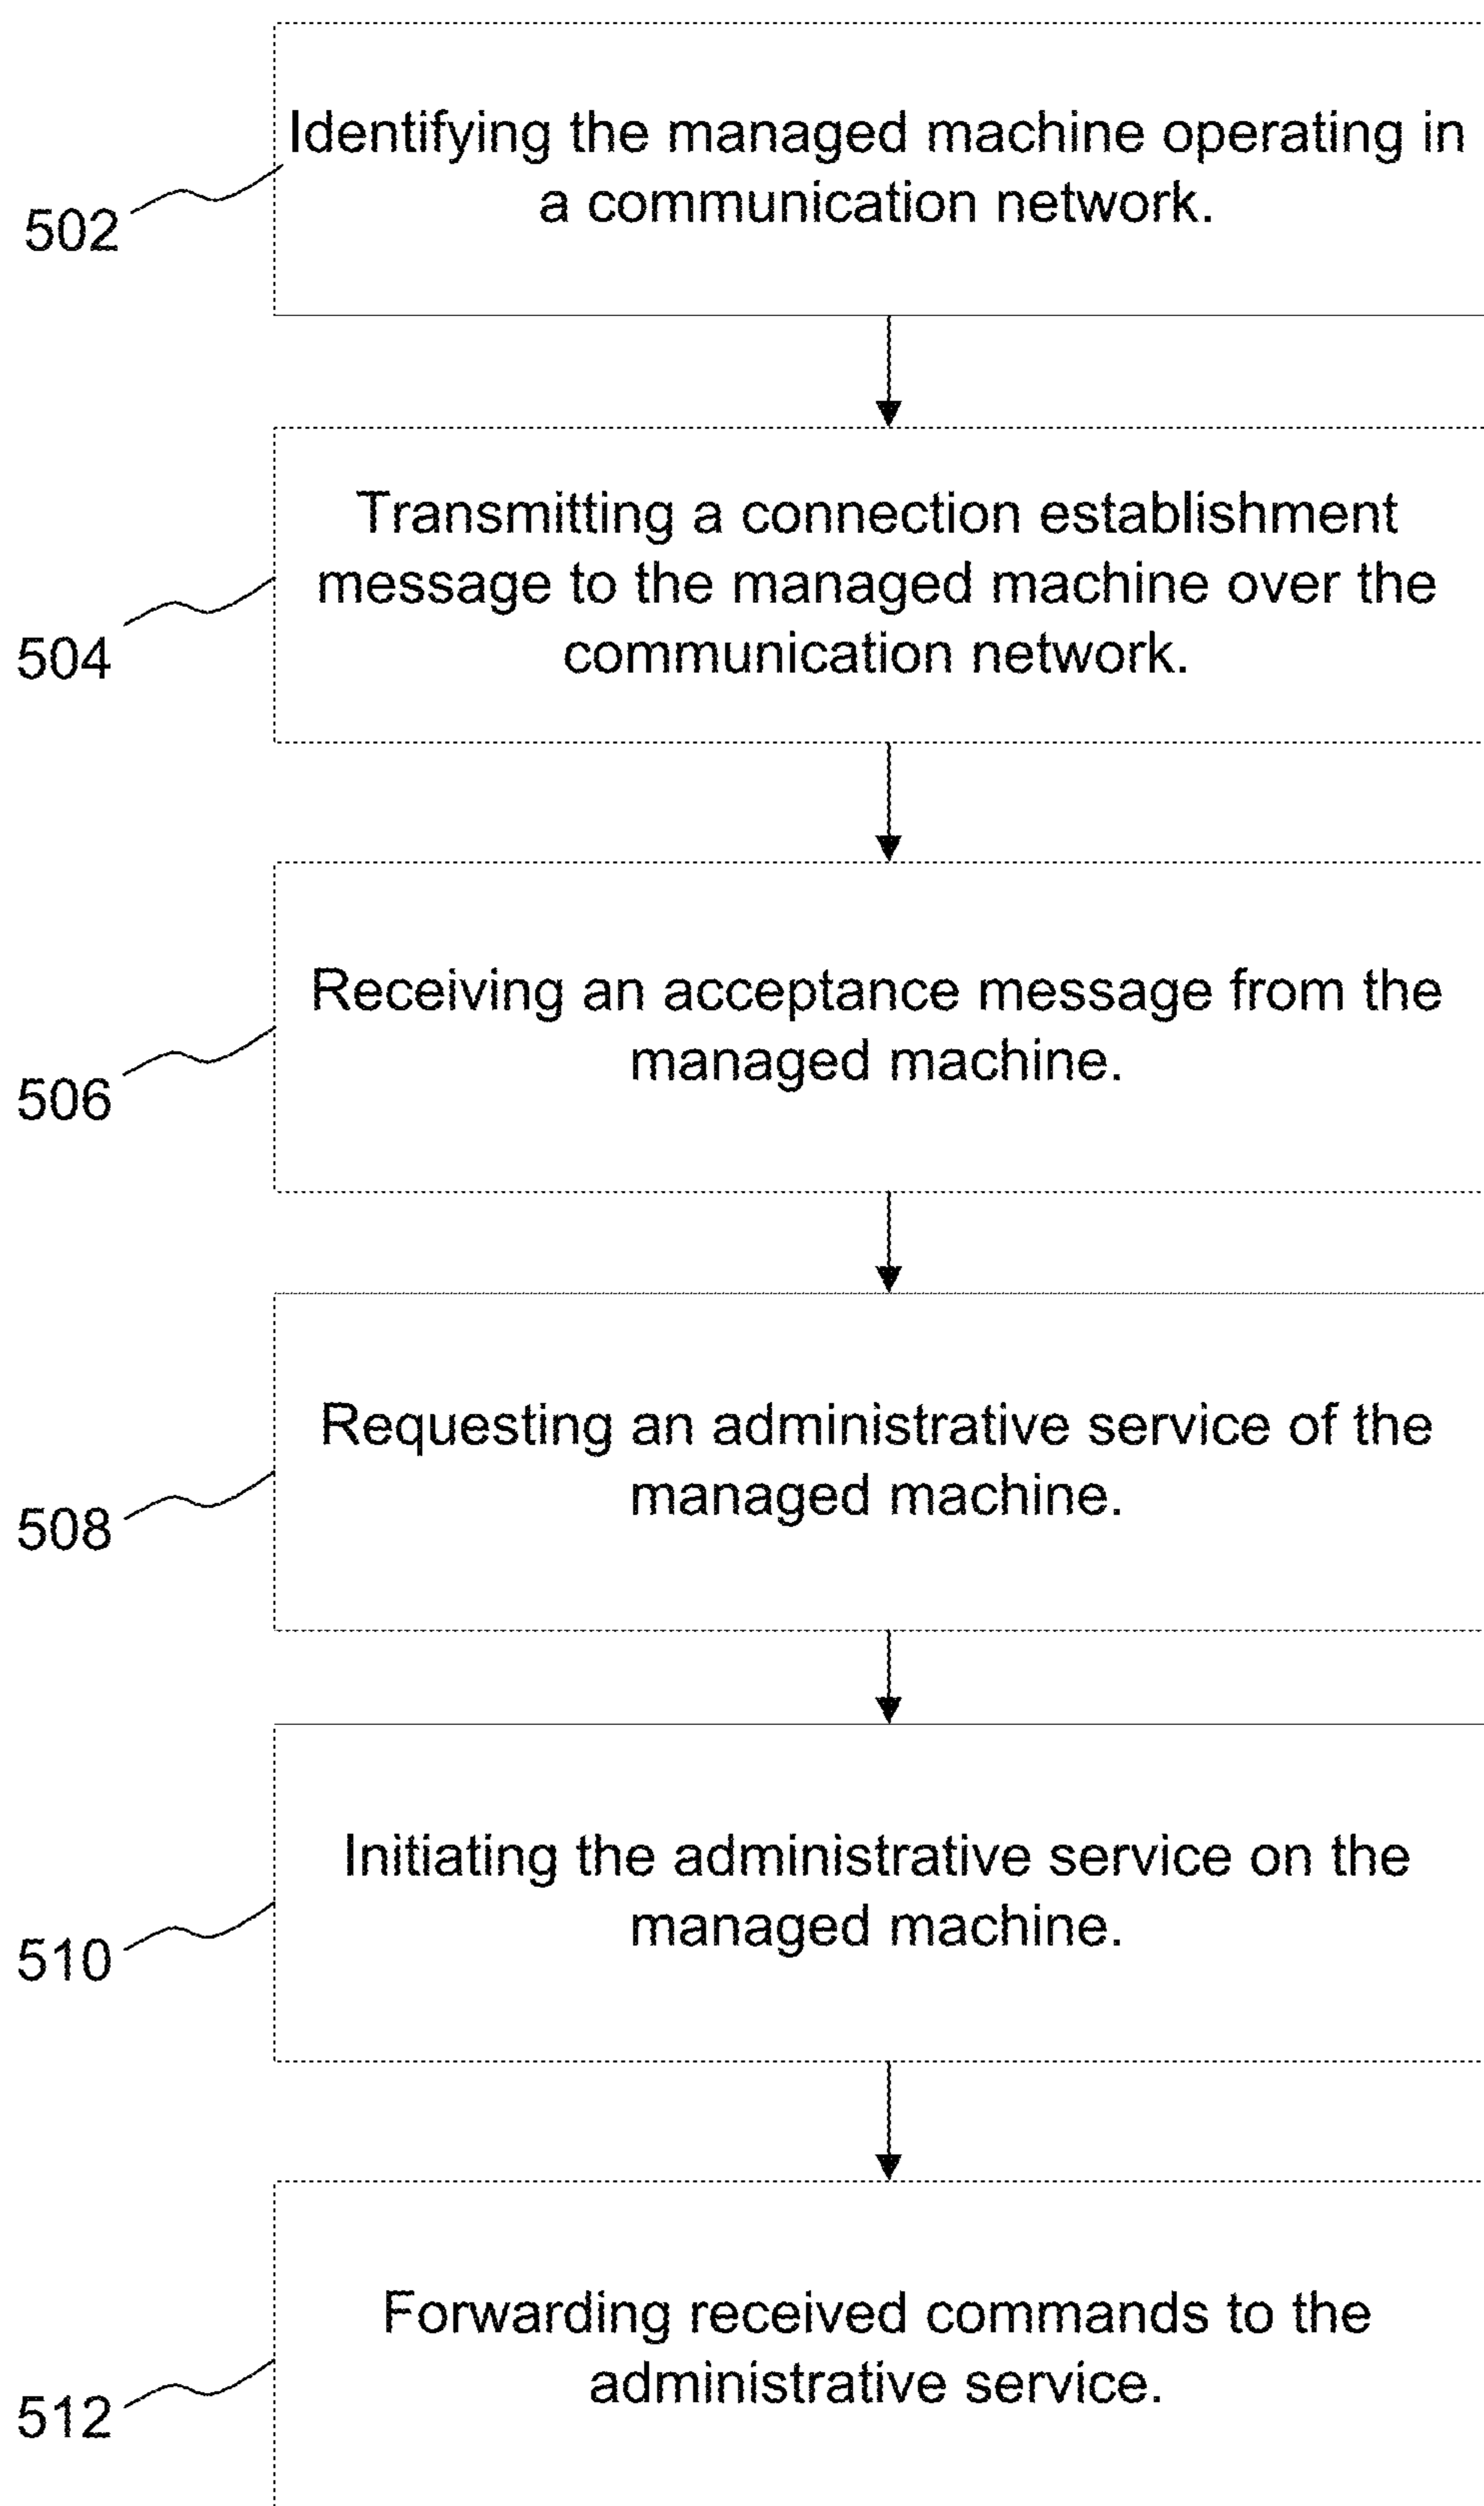 Identifying the managed machine operating in
a communication network.
502
Transmitting a connection establishment
message to the managed machine over the
communication network.
504
Receiving an acceptance message from the
managed machine.
506
Requesting an administrative service of the
managed machine.
508
Initiating the administrative service on the
managed machine.
510
Forwarding received commands to the
administrative service.
512